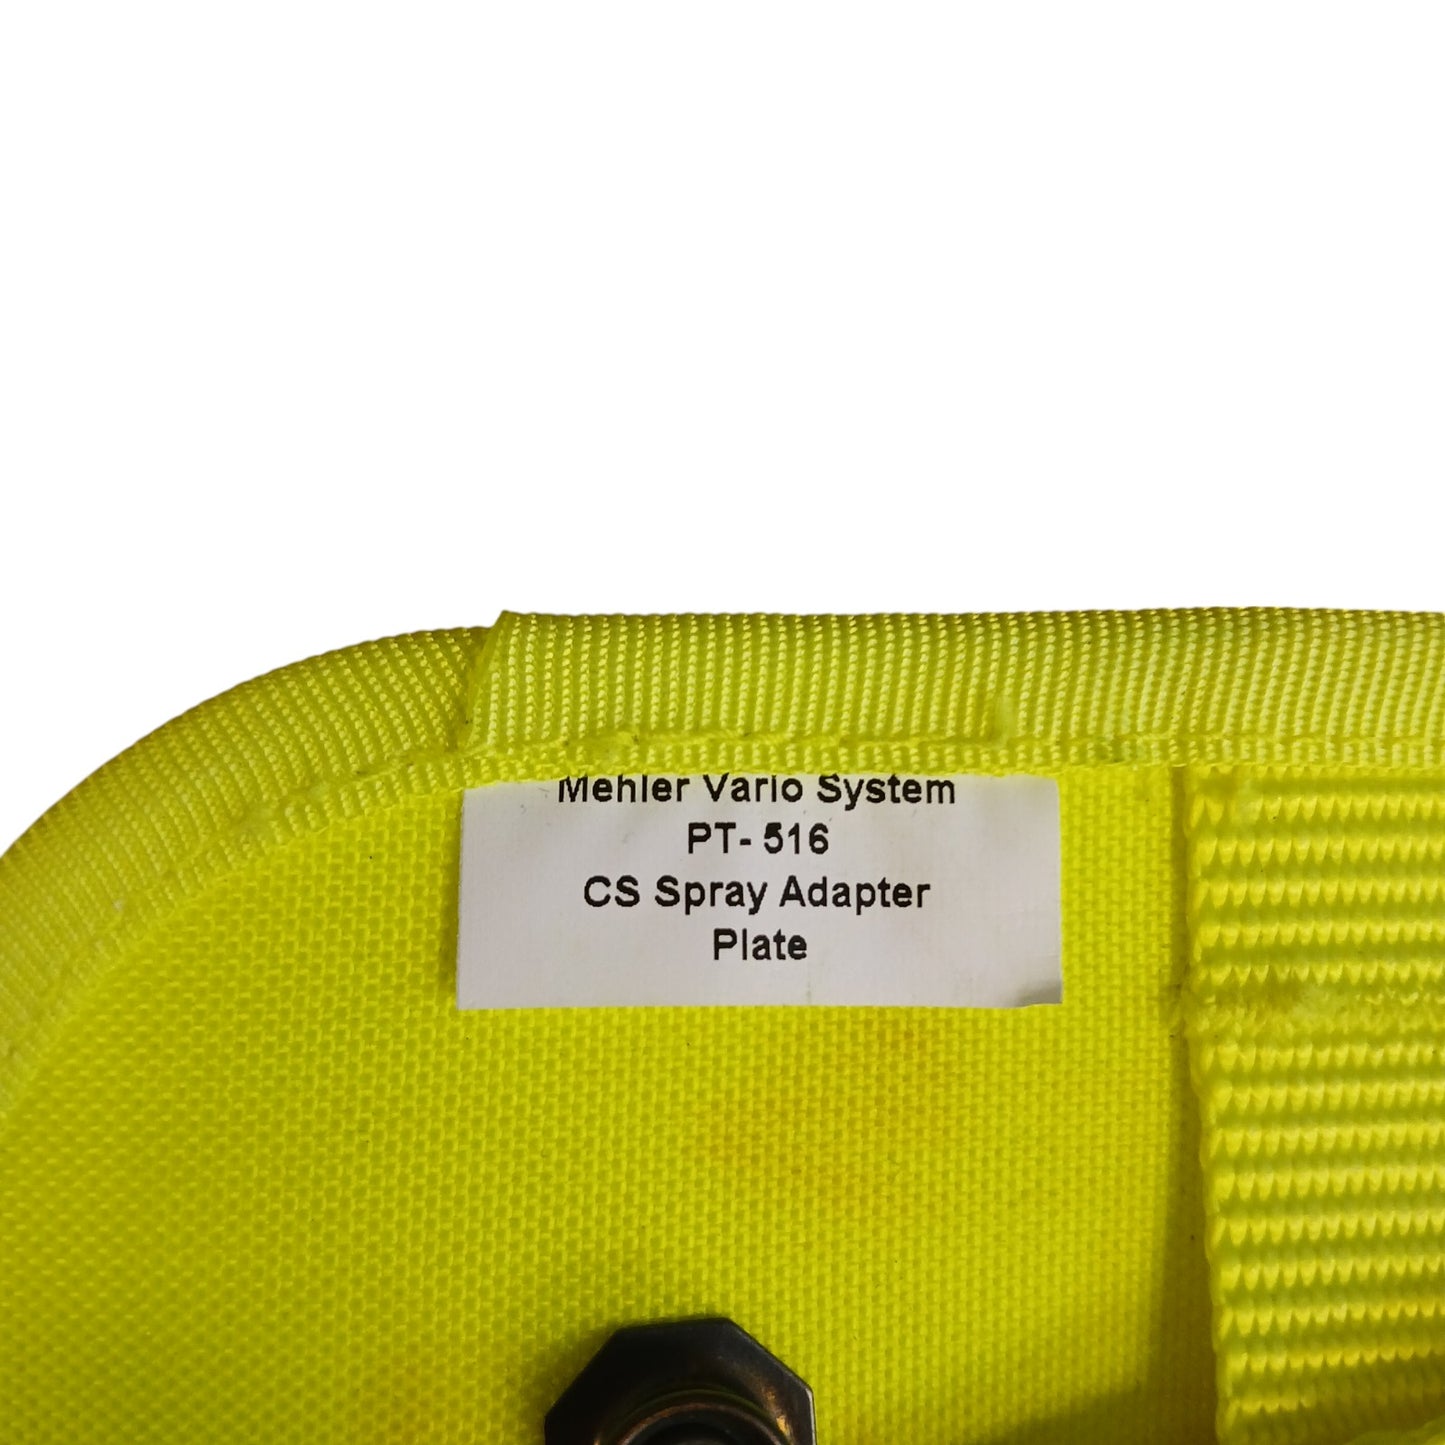 Mehler Vario System
PT- 516
CS Spray Adapter
Plate